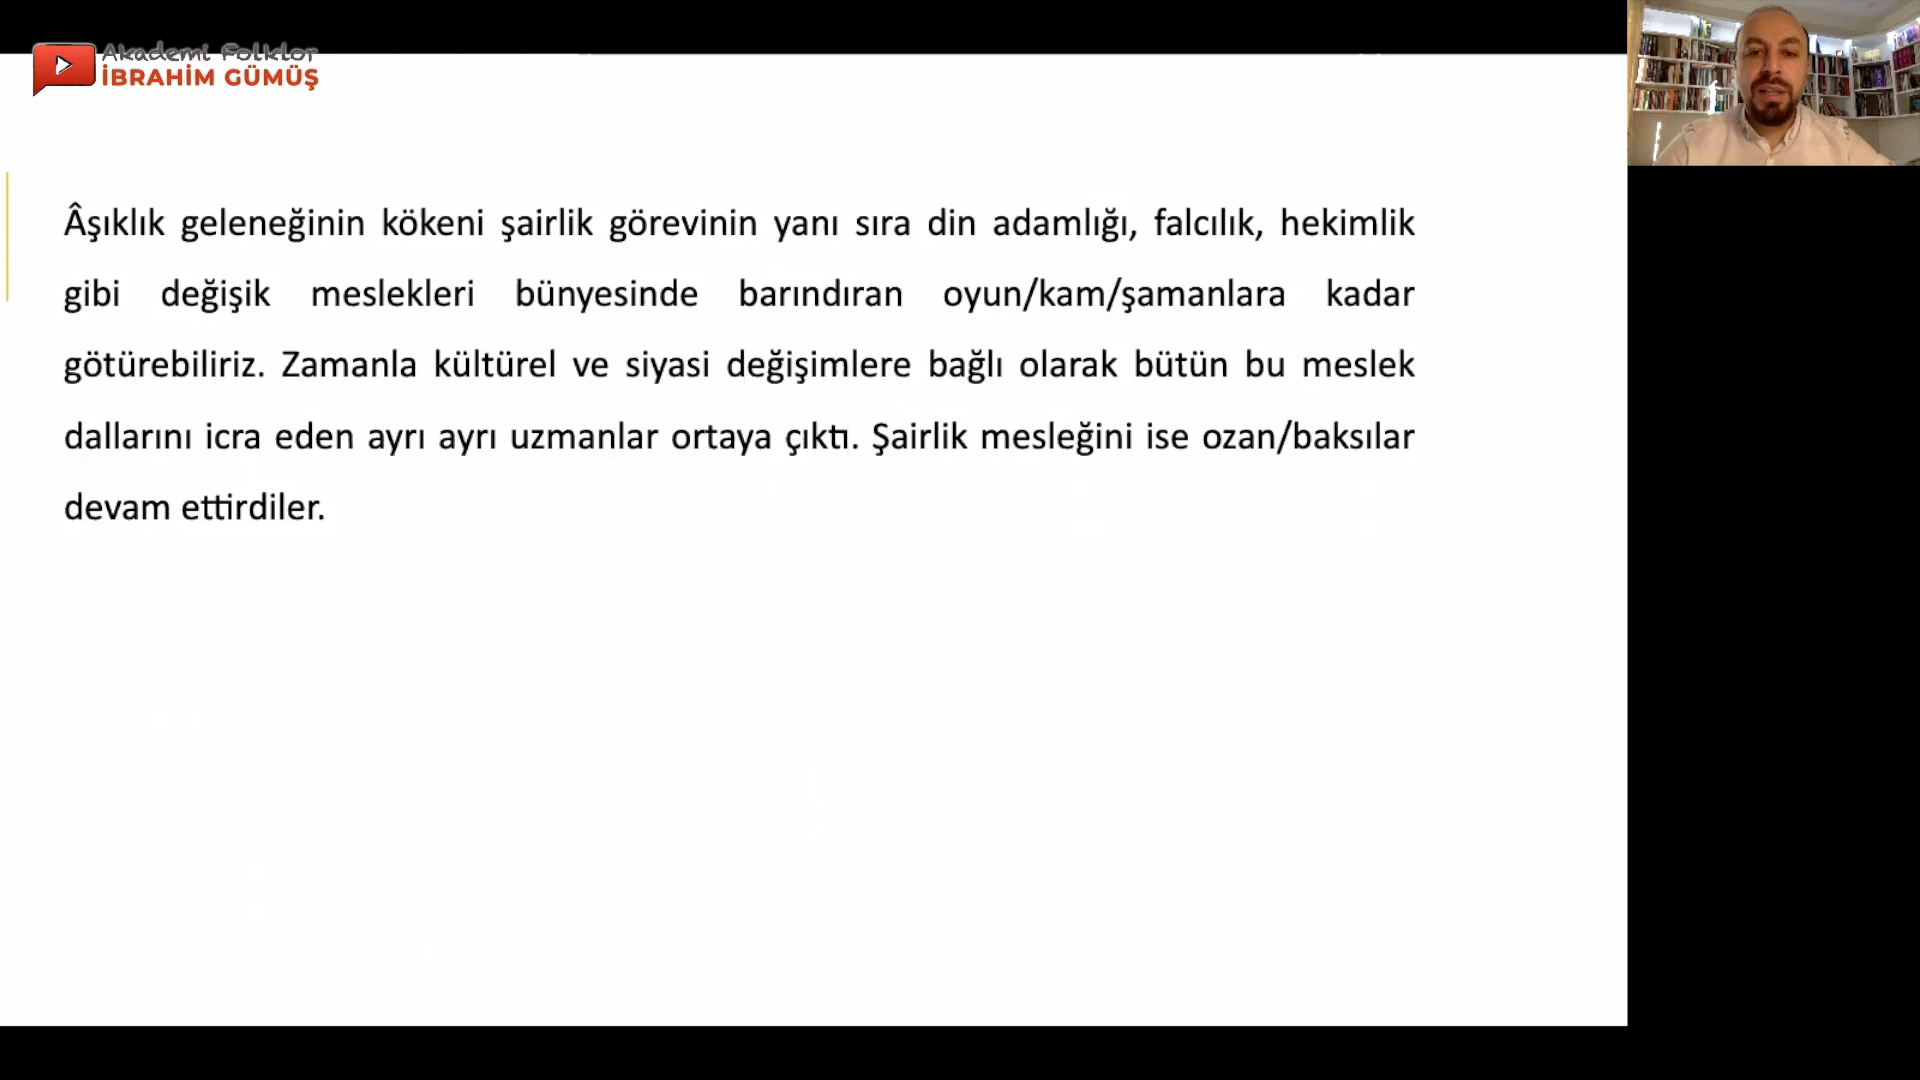 Akademi Folklor
İBRAHİM GÜMÜŞ
Âşıklık geleneğinin kökeni şairlik görevinin yanı sıra din adamlığı, falcılık, hekimlik
gibi değişik meslekleri bünyesinde barındıran oyun/kam/şamanlara kadar
götürebiliriz. Zamanla kültürel ve siyasi değişimlere bağlı olarak bütün bu meslek
dallarını icra eden ayrı ayrı uzmanlar ortaya çıktı. Şairlik mesleğini ise ozan/baksılar
devam ettirdiler.